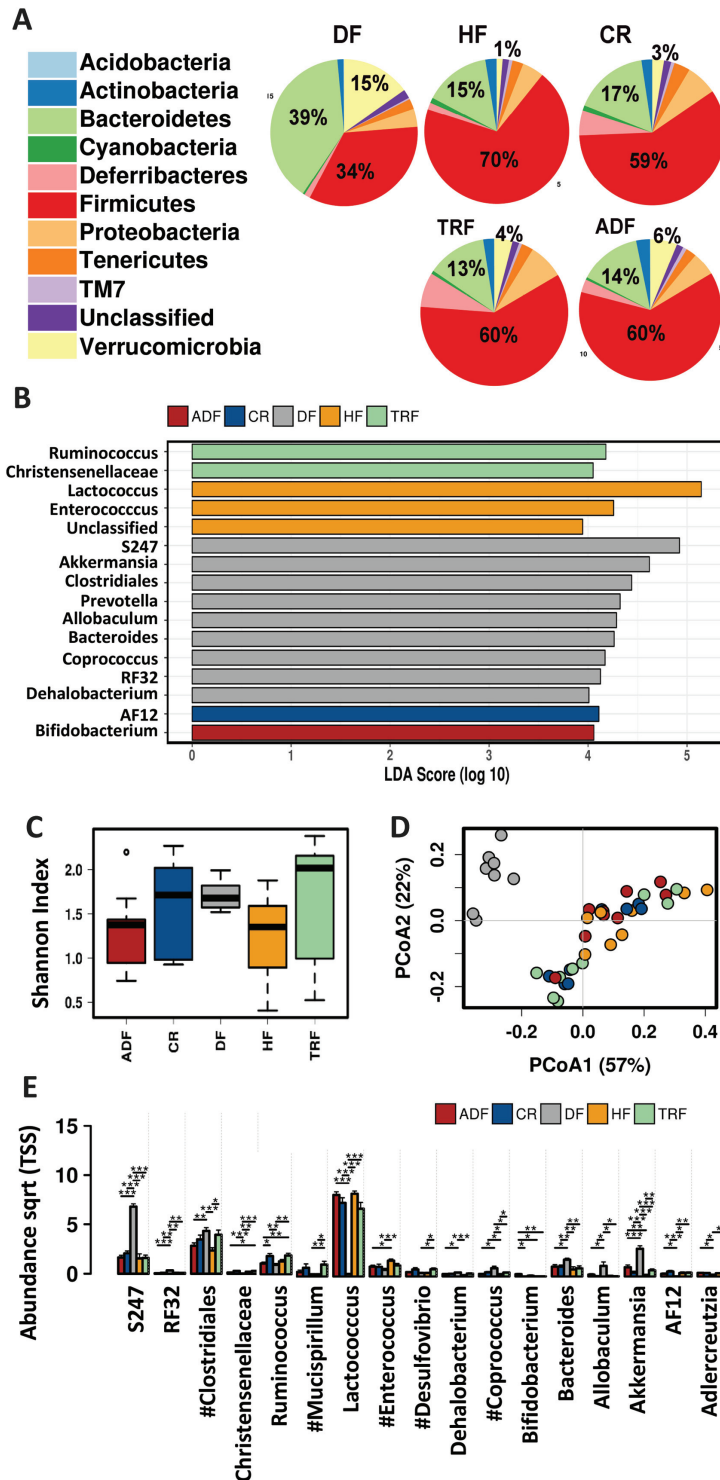 A
Acidobacteria
Actinobacteria
Bacteroidetes
Cyanobacteria
Deferribacteres
Firmicutes
Proteobacteria
Tenericutes
TM7
Unclassified
Verrucomicrobia
DF
15%
39%
34%
15
HF
1%
15%
70%
5
CR
3%
17%
59%
TRF
4%
13%
60%
ADF
6%
14%
60%
10
B
ADF CR DF HF TRF
Ruminococcus
Christensenellaceae
Lactococcus
Enterococccus
Unclassified
S247
Akkermansia
Clostridiales
Prevotella
Allobaculum
Bacteroides
Coprococcus
RF32
Dehalobacterium
AF12
Bifidobacterium
0 1 2 3 4 5
LDA Score (log 10)
C
Shannon Index
2.0
1.5
1.0
0.5
ADF CR DF HF TRF
D
PCoA2 (22%)
0.2
0.0
-0.2
-0.2 0.0 0.2 0.4
PCoA1 (57%)
E
ADF CR DF HF TRF
Abundance sqrt (TSS)
15
10
5
0
S247
RF32
#Clostridiales
Christensenellaceae
Ruminococcus
#Mucispirillum
Lactococcus
#Enterococcus
#Desulfovibrio
Dehalobacterium
#Coprococcus
Bifidobacterium
Bacteroides
Allobaculum
Akkermansia
AF12
Adlercreutzia